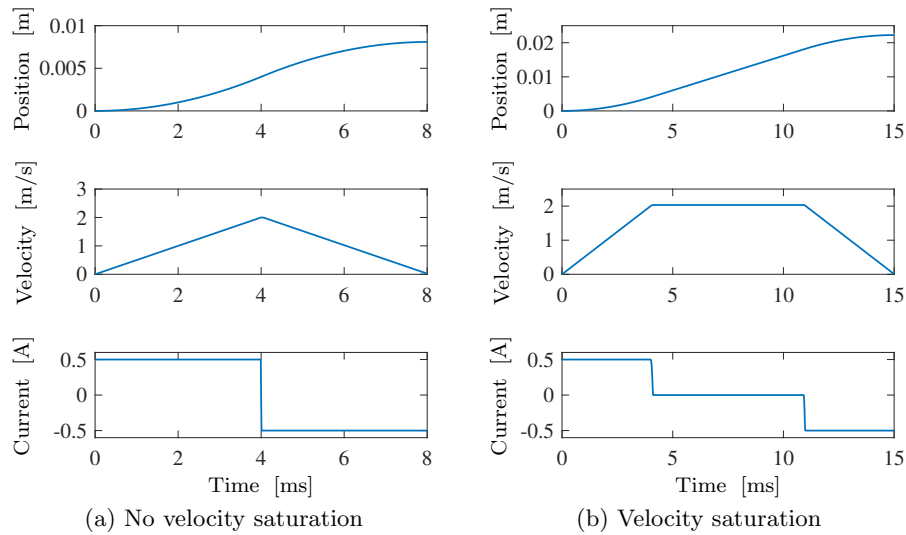 0.01
0.005
0
Position [m]
0 2 4 6 8
3
2
1
0
Velocity [m/s]
0 2 4 6 8
0.5
0
-0.5
Current [A]
0 2 4 6 8
Time [ms]
(a) No velocity saturation
0.02
0.01
0
Position [m]
0 5 10 15
2
1
0
Velocity [m/s]
0 5 10 15
0.5
0
-0.5
Current [A]
0 5 10 15
Time [ms]
(b) Velocity saturation